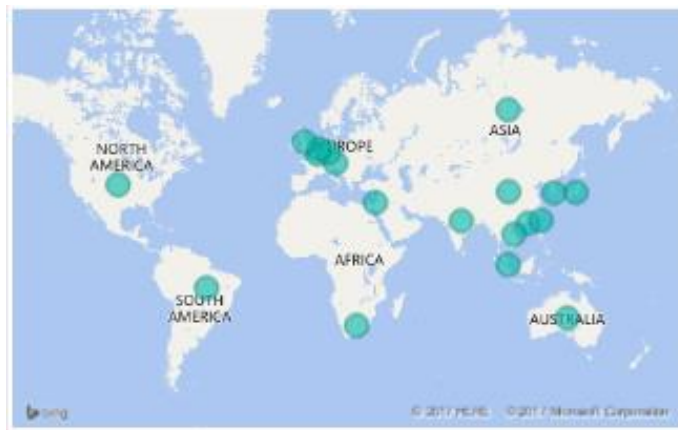 NORTH
AMERICA
EUROPE
ASIA
AFRICA
SOUTH
AMERICA
AUSTRALIA
bing
© 2017 HERE © 2017 Microsoft Corporation